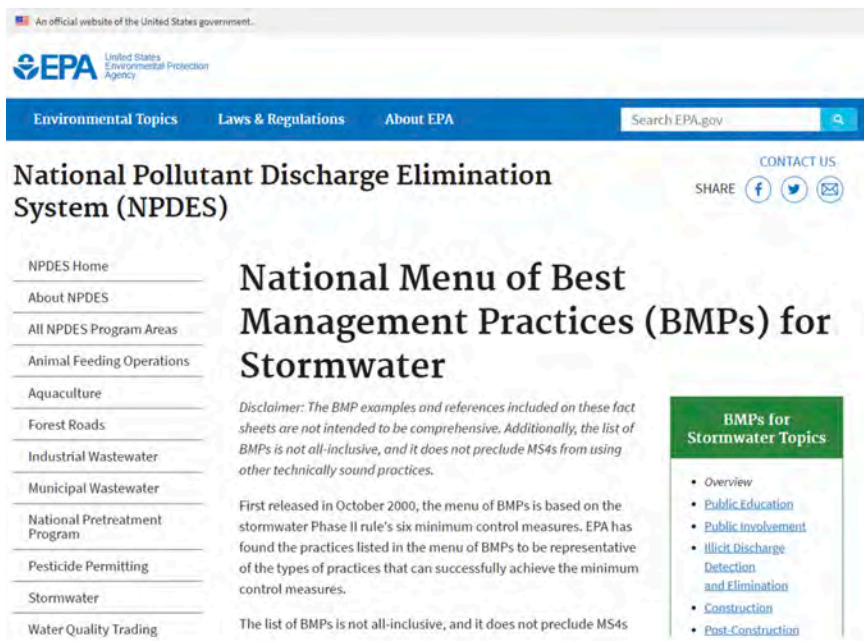 An official website of the United States government.
EPA United States
Environmental Protection
Agency
Environmental Topics Laws & Regulations About EPA Search EPA.gov
CONTACT US
SHARE
National Pollutant Discharge Elimination
System (NPDES)
NPDES Home
About NPDES
All NPDES Program Areas
Animal Feeding Operations
Aquaculture
Forest Roads
Industrial Wastewater
Municipal Wastewater
National Pretreatment
Program
Pesticide Permitting
Stormwater
Water Quality Trading
National Menu of Best
Management Practices (BMPs) for
Stormwater
Disclaimer: The BMP examples and references included on these fact
sheets are not intended to be comprehensive. Additionally, the list of
BMPs is not all-inclusive, and it does not preclude MS4s from using
other technically sound practices.
First released in October 2000, the menu of BMPs is based on the
stormwater Phase II rule's six minimum control measures. EPA has
found the practices listed in the menu of BMPs to be representative
of the types of practices that can successfully achieve the minimum
control measures.
The list of BMPs is not all-inclusive, and it does not preclude MS4s
BMPs for
Stormwater Topics
• Overview
• Public Education
• Public Involvement
• Illicit Discharge
Detection
and Elimination
• Construction
• Post-Construction